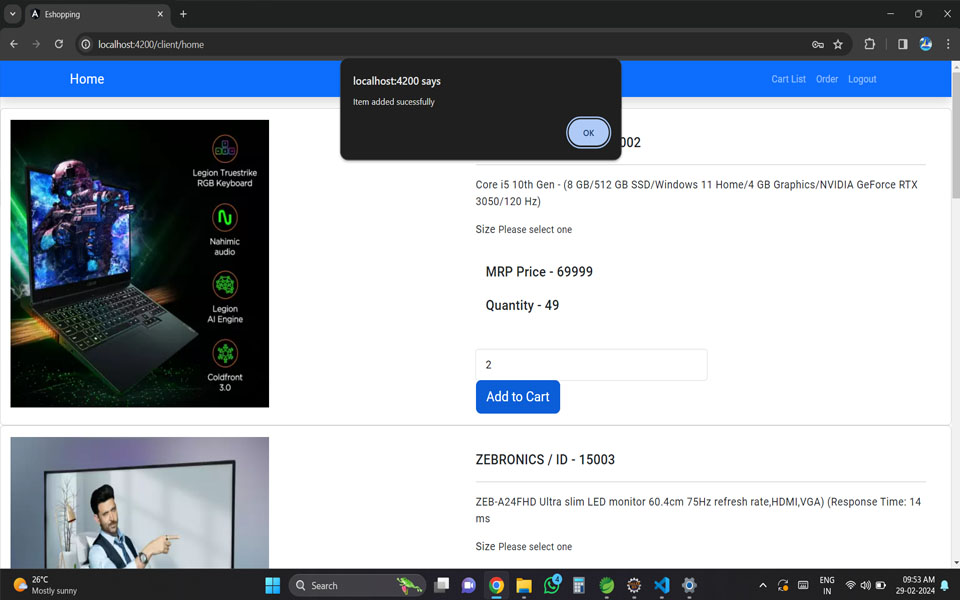 Eshopping
localhost:4200/client/home
Home
Cart List
Order
Logout
localhost:4200 says
Item added sucessfully
OK
002
Legion Truestrike
RGB Keyboard
Nahimic
audio
Legion
AI Engine
Coldfront
3.0
Core i5 10th Gen - (8 GB/512 GB SSD/Windows 11 Home/4 GB Graphics/NVIDIA GeForce RTX
3050/120 Hz)
Size Please select one
MRP Price - 69999
Quantity - 49
2
Add to Cart
ZEBRONICS / ID - 15003
ZEB-A24FHD Ultra slim LED monitor 60.4cm 75Hz refresh rate,HDMI,VGA) (Response Time: 14
ms
Size Please select one
26°C
Mostly sunny
Search
4
ENG
IN
09:53 AM
29-02-2024